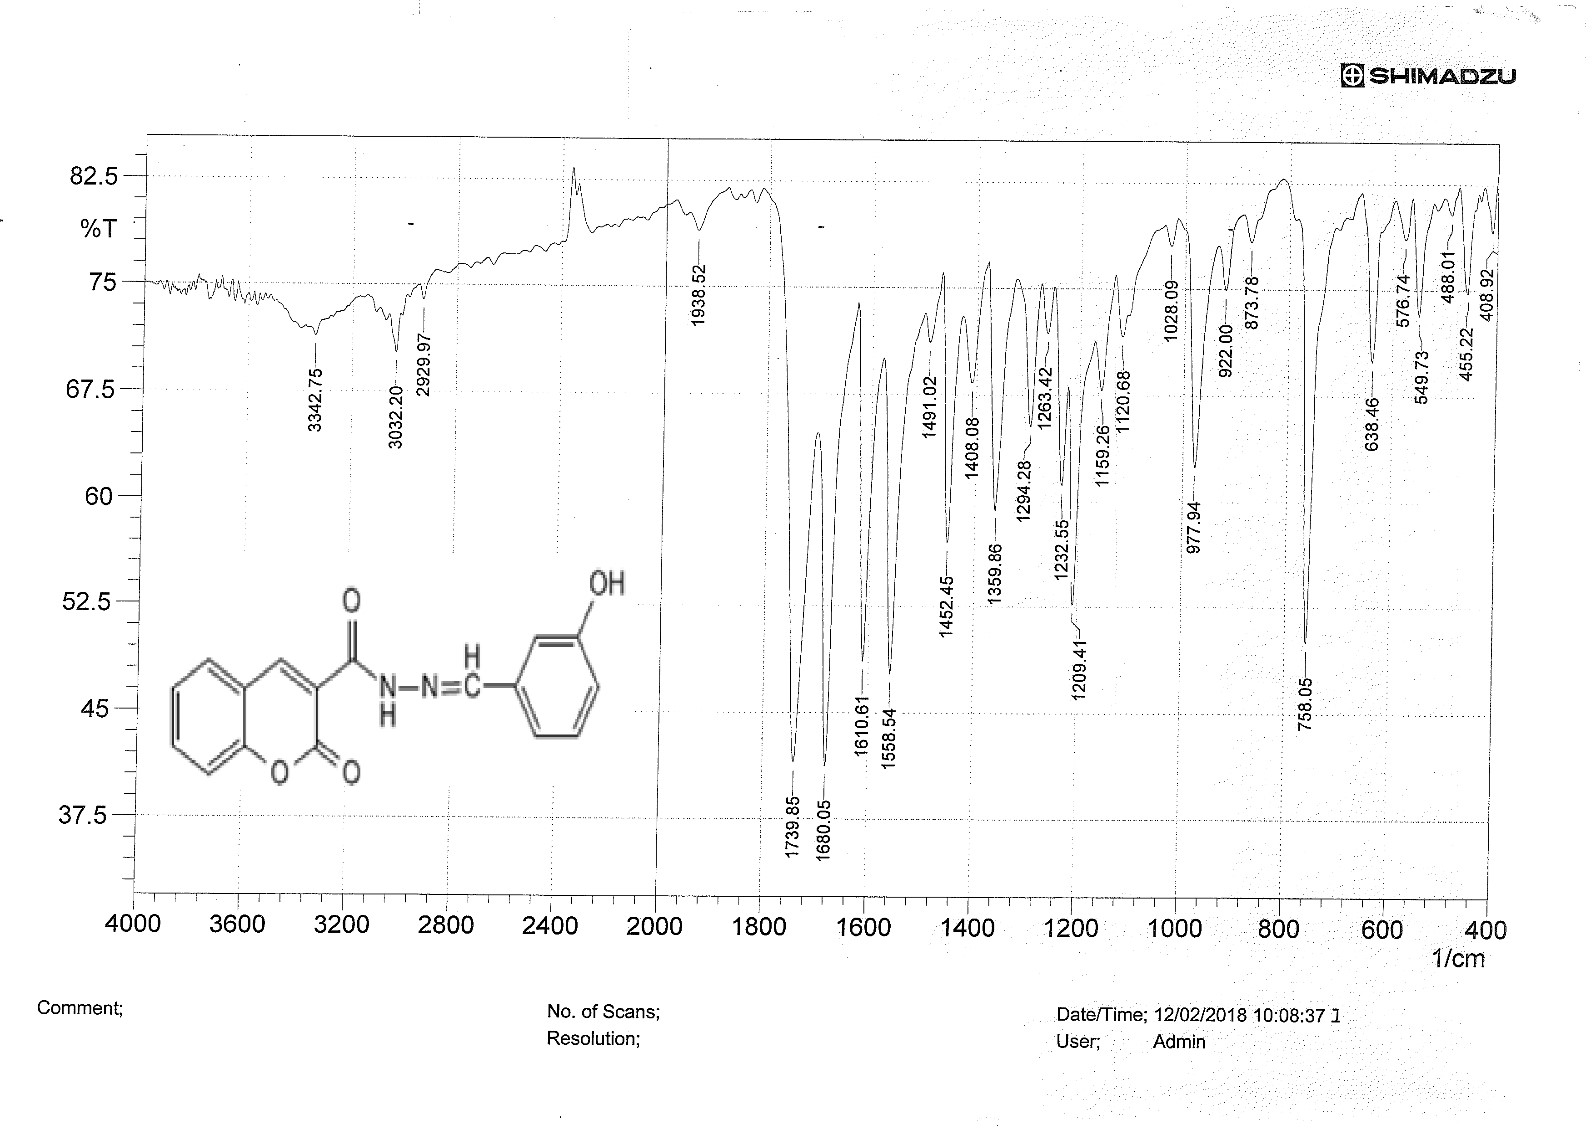 SHIMADZU
82.5
%T
75
67.5
60
52.5
45
37.5
3342.75
3032.20
2929.97
1938.52
1739.85
1680.05
1610.61
1558.54
1491.02
1452.45
1408.08
1359.86
1294.28
1263.42
1232.55
1209.41
1159.26
1120.68
1028.09
977.94
922.00
873.78
758.05
638.46
576.74
549.73
488.01
455.22
408.92
OH
O
H
N–N=C
H
O
O
4000 3600 3200 2800 2400 2000 1800 1600 1400 1200 1000 800 600 400
1/cm
Comment;
No. of Scans;
Resolution;
Date/Time; 12/02/2018 10:08:37 1
User; Admin